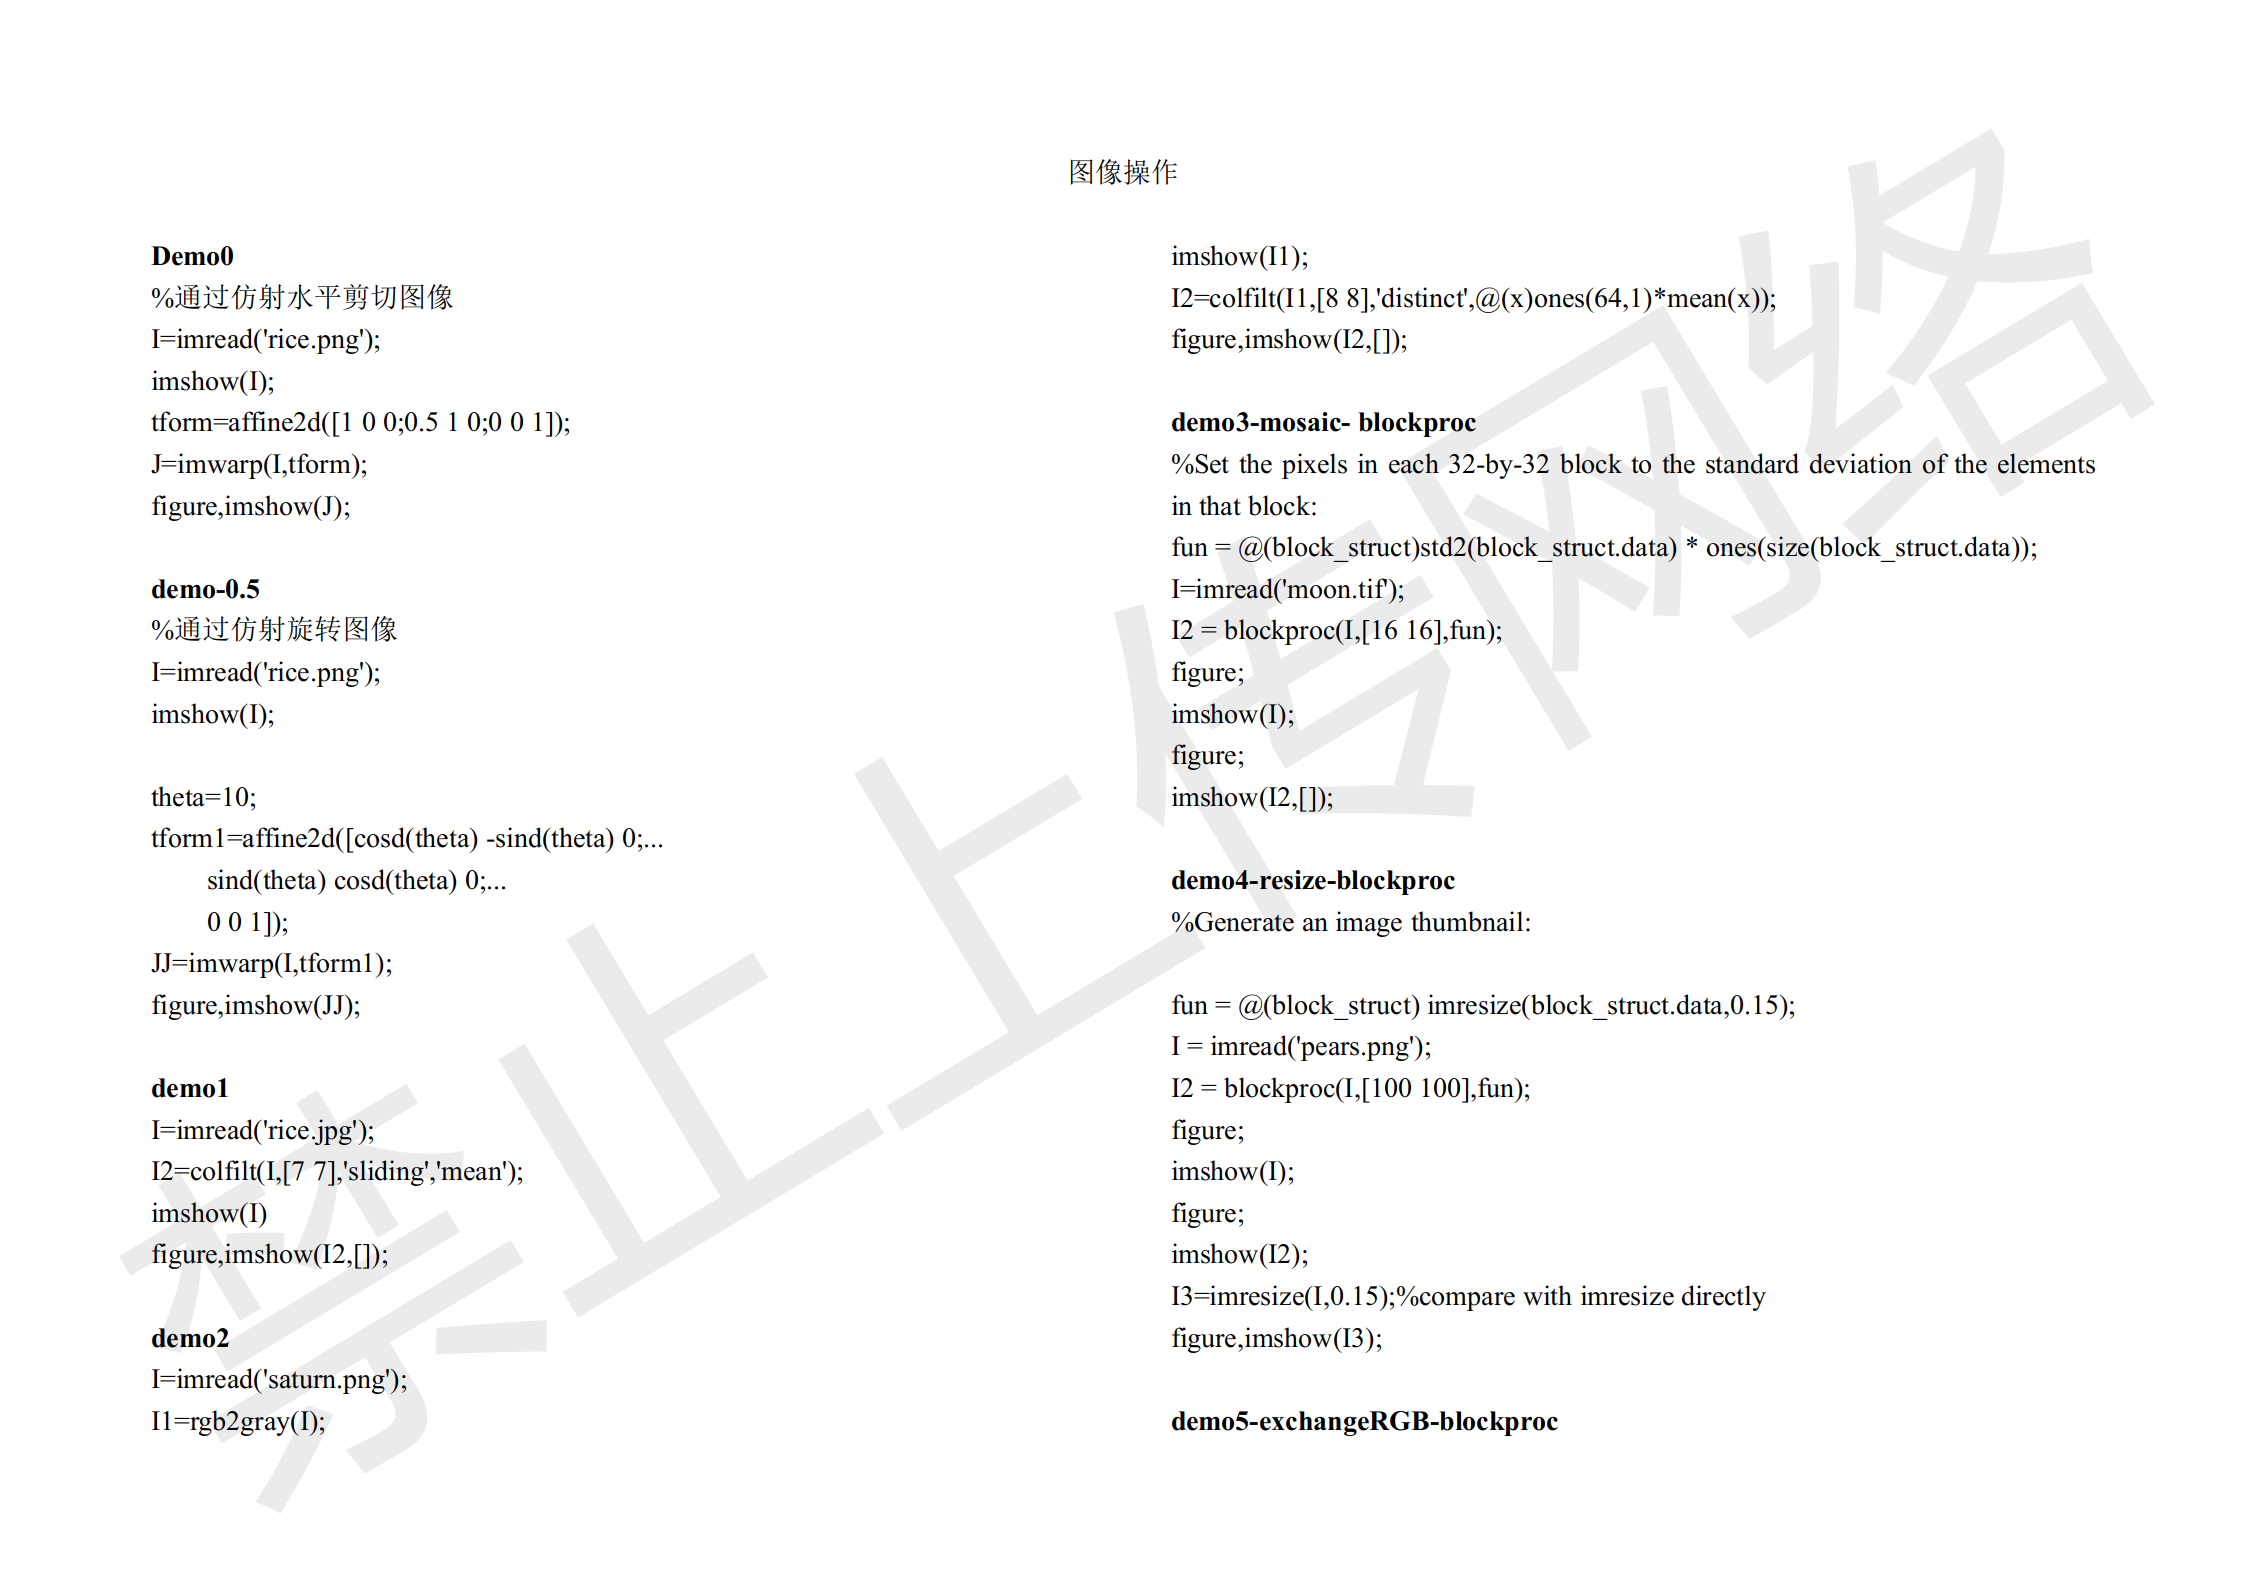 图像操作
Demo0
%通过仿射水平剪切图像
I=imread('rice.png');
imshow(I);
tform=affine2d([1 0 0;0.5 1 0;0 0 1]);
J=imwarp(I,tform);
figure,imshow(J);
demo-0.5
%通过仿射旋转图像
I=imread('rice.png');
imshow(I);
theta=10;
tform1=affine2d([cosd(theta) -sind(theta) 0;...
sind(theta) cosd(theta) 0;...
0 0 1]);
JJ=imwarp(I,tform1);
figure,imshow(JJ);
demo1
I=imread('rice.jpg');
I2=colfilt(I,[7 7],'sliding','mean');
imshow(I)
figure,imshow(I2,[]);
demo2
I=imread('saturn.png');
I1=rgb2gray(I);
imshow(I1);
I2=colfilt(I1,[8 8],'distinct',@(x)ones(64,1)*mean(x));
figure,imshow(I2,[]);
demo3-mosaic- blockproc
%Set the pixels in each 32-by-32 block to the standard deviation of the elements
in that block:
fun = @(block_struct)std2(block_struct.data) * ones(size(block_struct.data));
I=imread('moon.tif');
I2 = blockproc(I,[16 16],fun);
figure;
imshow(I);
figure;
imshow(I2,[]);
demo4-resize-blockproc
%Generate an image thumbnail:
fun = @(block_struct) imresize(block_struct.data,0.15);
I = imread('pears.png');
I2 = blockproc(I,[100 100],fun);
figure;
imshow(I);
figure;
imshow(I2);
I3=imresize(I,0.15);%compare with imresize directly
figure,imshow(I3);
demo5-exchangeRGB-blockproc
禁止上传网络